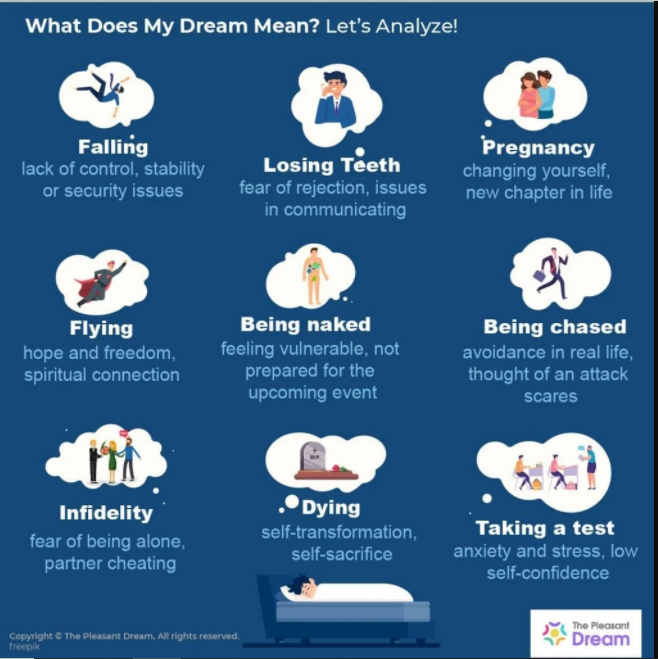 What Does My Dream Mean? Let's Analyze!
Falling
lack of control, stability
or security issues
Losing Teeth
fear of rejection, issues
in communicating
Pregnancy
changing yourself,
new chapter in life
Flying
hope and freedom,
spiritual connection
Being naked
feeling vulnerable, not
prepared for the
upcoming event
Being chased
avoidance in real life,
thought of an attack
scares
Infidelity
fear of being alone,
partner cheating
RIP
Dying
self-transformation,
self-sacrifice
Taking a test
anxiety and stress, low
self-confidence
Copyright © The Pleasant Dream, All rights reserved.
freepik
The Pleasant
Dream